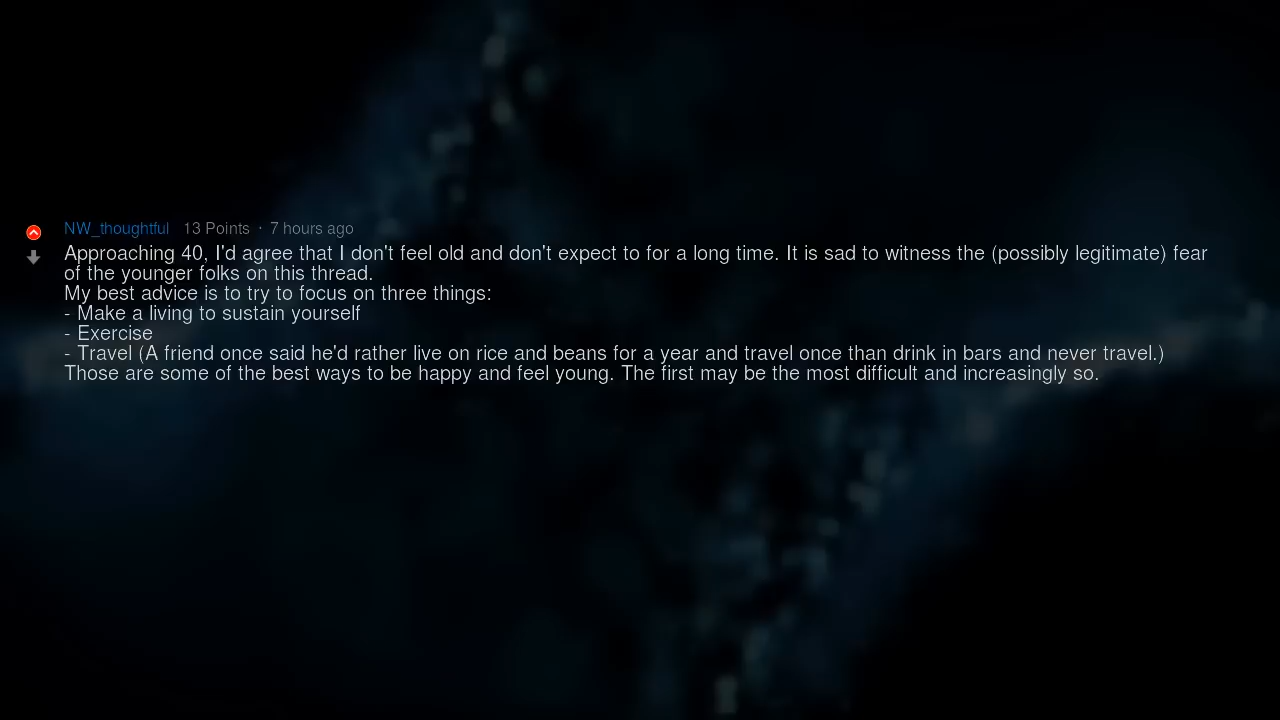 NW_thoughtful 13 Points · 7 hours ago
Approaching 40, I'd agree that I don't feel old and don't expect to for a long time. It is sad to witness the (possibly legitimate) fear
of the younger folks on this thread.
My best advice is to try to focus on three things:
- Make a living to sustain yourself
- Exercise
- Travel (A friend once said he'd rather live on rice and beans for a year and travel once than drink in bars and never travel.)
Those are some of the best ways to be happy and feel young. The first may be the most difficult and increasingly so.